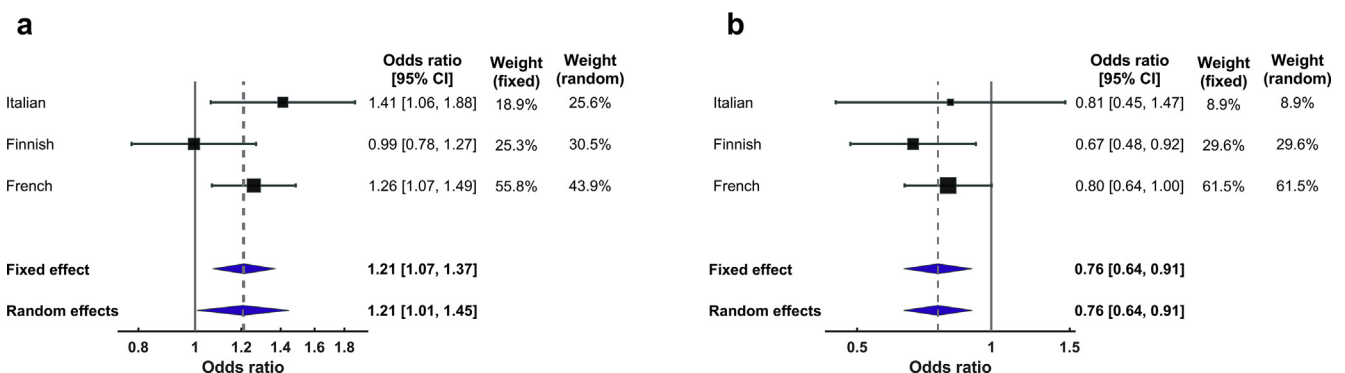 a
Odds ratio
[95% CI]
Weight
(fixed)
Weight
(random)
Italian 1.41 [1.06, 1.88] 18.9% 25.6%
Finnish 0.99 [0.78, 1.27] 25.3% 30.5%
French 1.26 [1.07, 1.49] 55.8% 43.9%
Fixed effect 1.21 [1.07, 1.37]
Random effects 1.21 [1.01, 1.45]
0.8 1 1.2 1.4 1.6 1.8
Odds ratio
b
Odds ratio
[95% CI]
Weight
(fixed)
Weight
(random)
Italian 0.81 [0.45, 1.47] 8.9% 8.9%
Finnish 0.67 [0.48, 0.92] 29.6% 29.6%
French 0.80 [0.64, 1.00] 61.5% 61.5%
Fixed effect 0.76 [0.64, 0.91]
Random effects 0.76 [0.64, 0.91]
0.5 1 1.5
Odds ratio